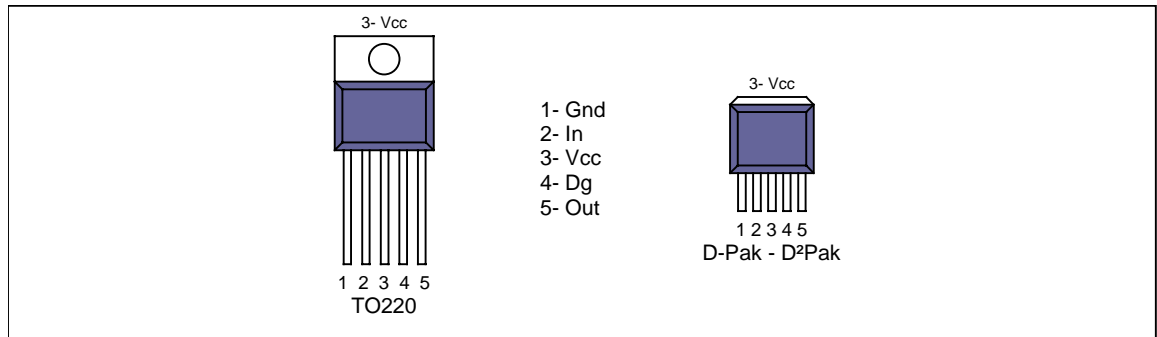 3- Vcc
1 2 3 4 5
TO220
1- Gnd
2- In
3- Vcc
4- Dg
5- Out
3- Vcc
1 2 3 4 5
D-Pak - D²Pak